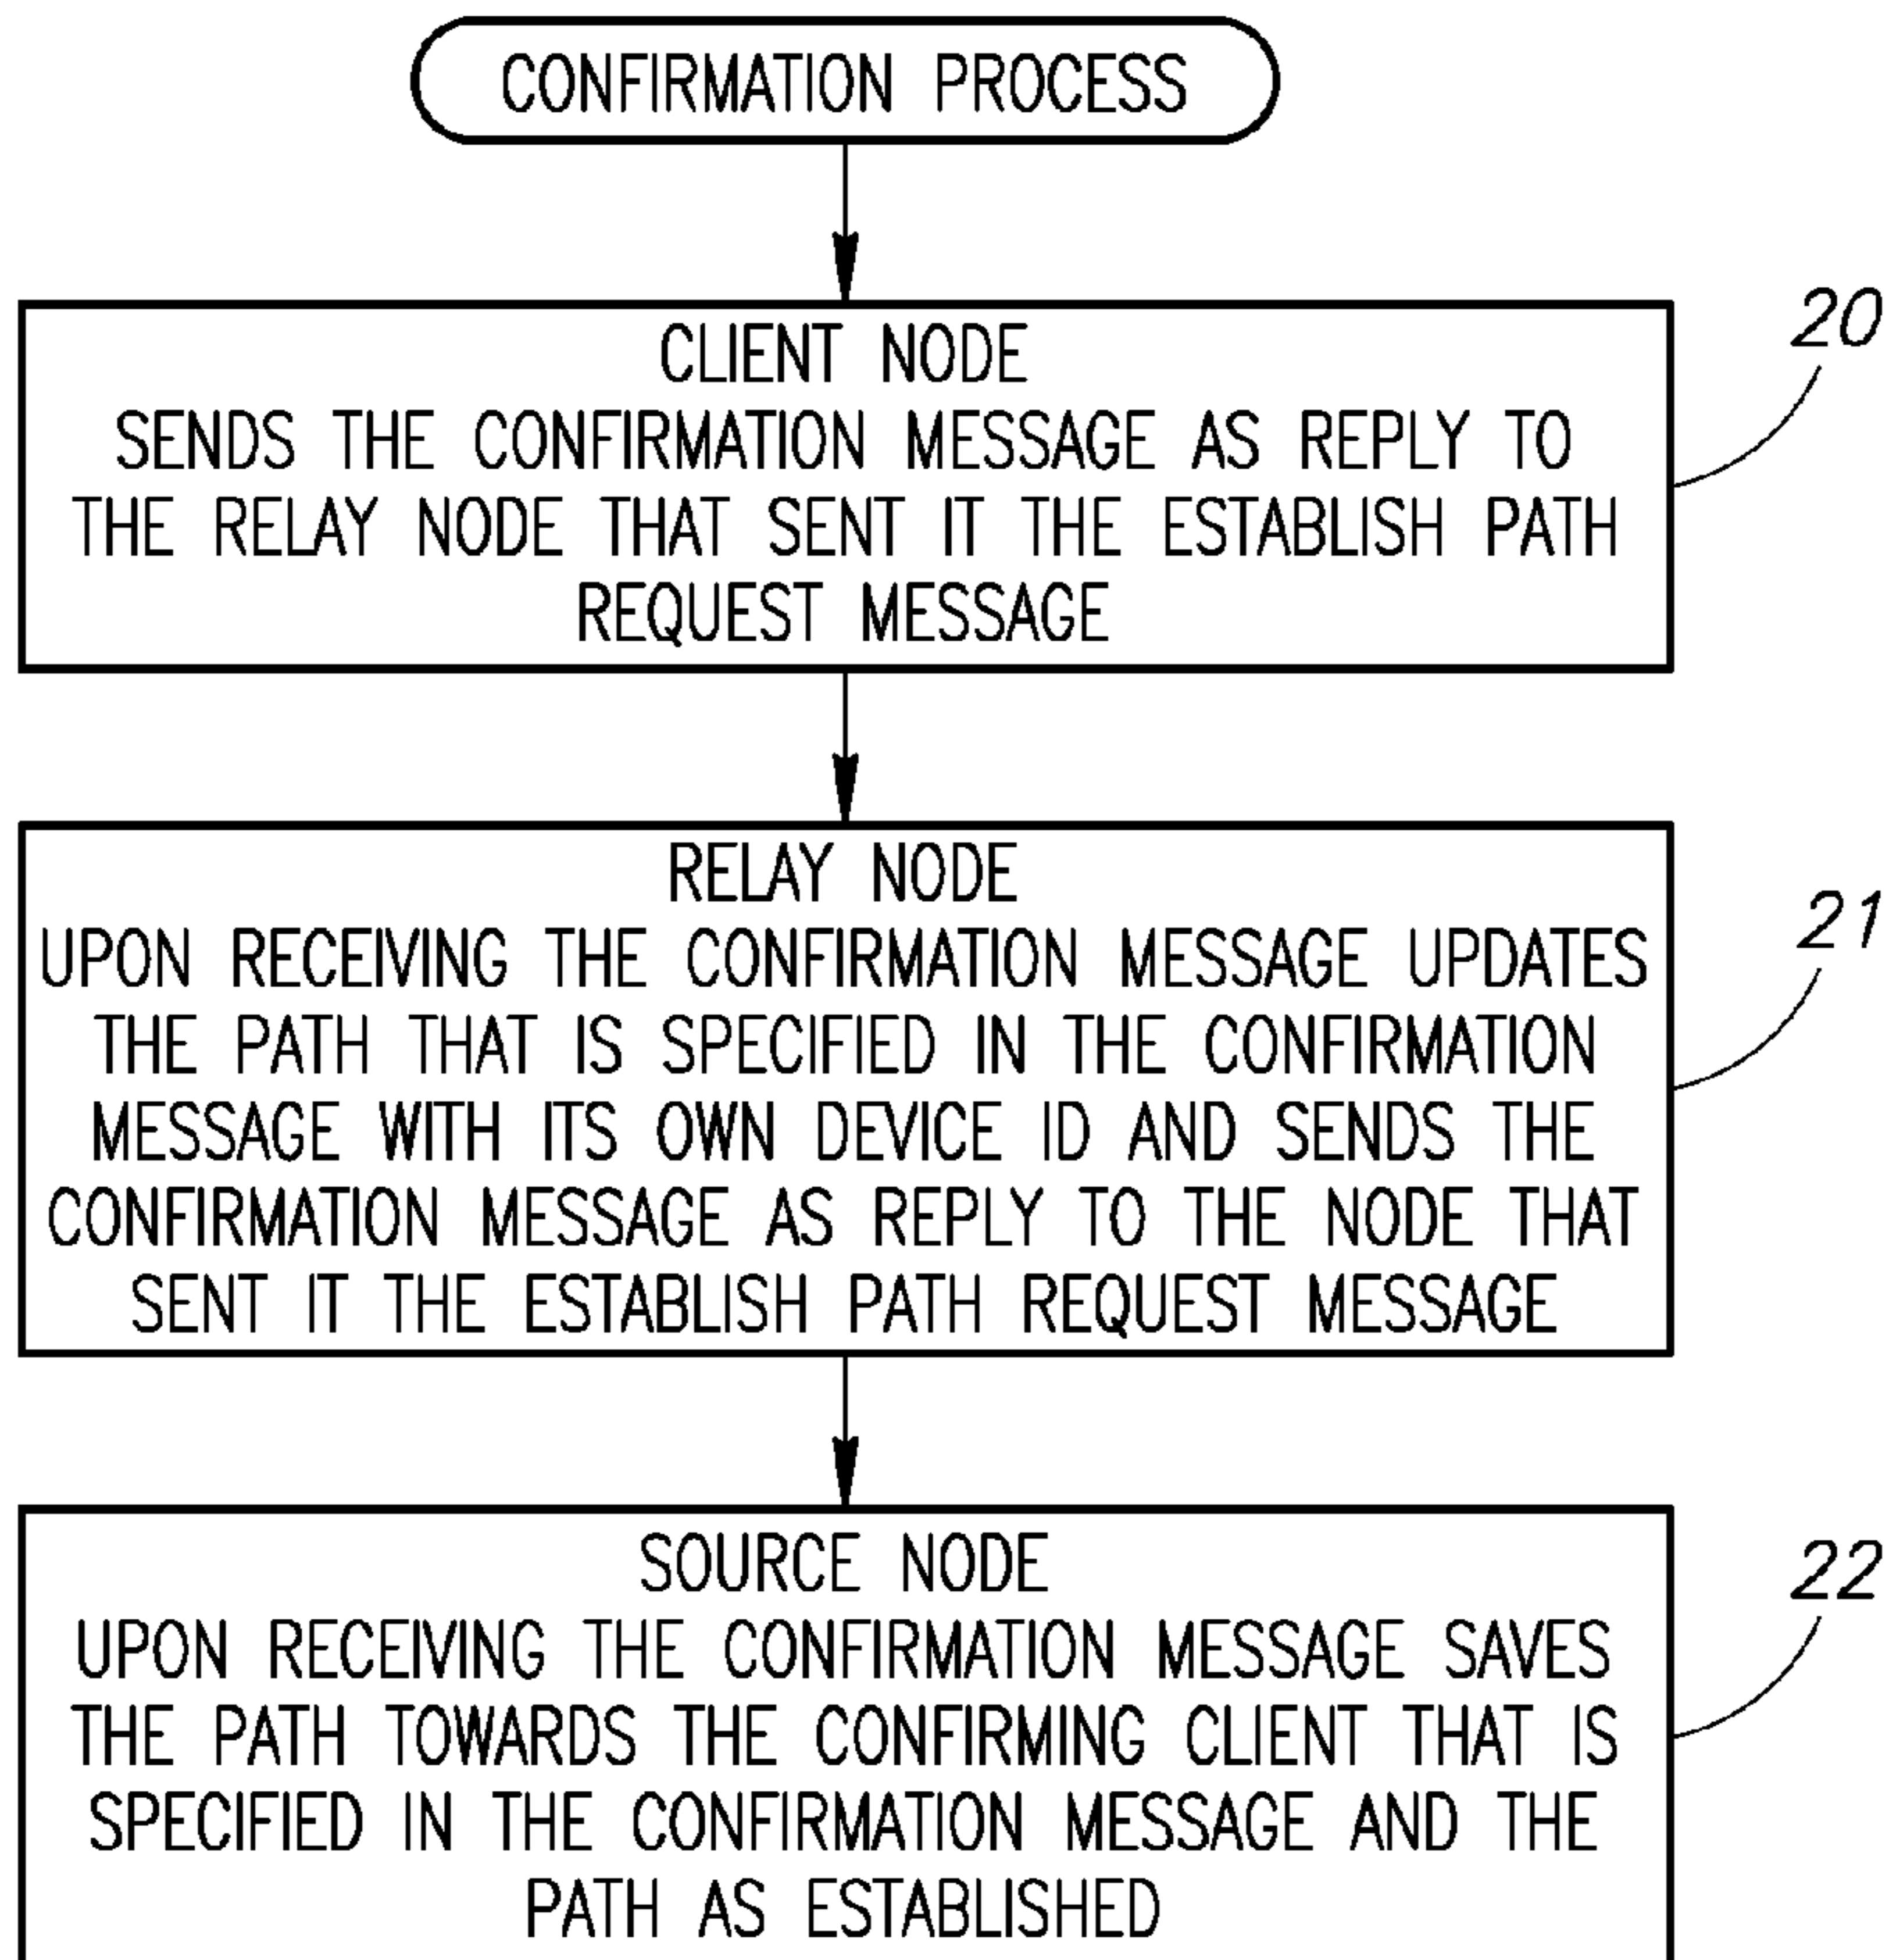 CONFIRMATION PROCESS
20
CLIENT NODE
SENDS THE CONFIRMATION MESSAGE AS REPLY TO
THE RELAY NODE THAT SENT IT THE ESTABLISH PATH
REQUEST MESSAGE
21
RELAY NODE
UPON RECEIVING THE CONFIRMATION MESSAGE UPDATES
THE PATH THAT IS SPECIFIED IN THE CONFIRMATION
MESSAGE WITH ITS OWN DEVICE ID AND SENDS THE
CONFIRMATION MESSAGE AS REPLY TO THE NODE THAT
SENT IT THE ESTABLISH PATH REQUEST MESSAGE
22
SOURCE NODE
UPON RECEIVING THE CONFIRMATION MESSAGE SAVES
THE PATH TOWARDS THE CONFIRMING CLIENT THAT IS
SPECIFIED IN THE CONFIRMATION MESSAGE AND THE
PATH AS ESTABLISHED